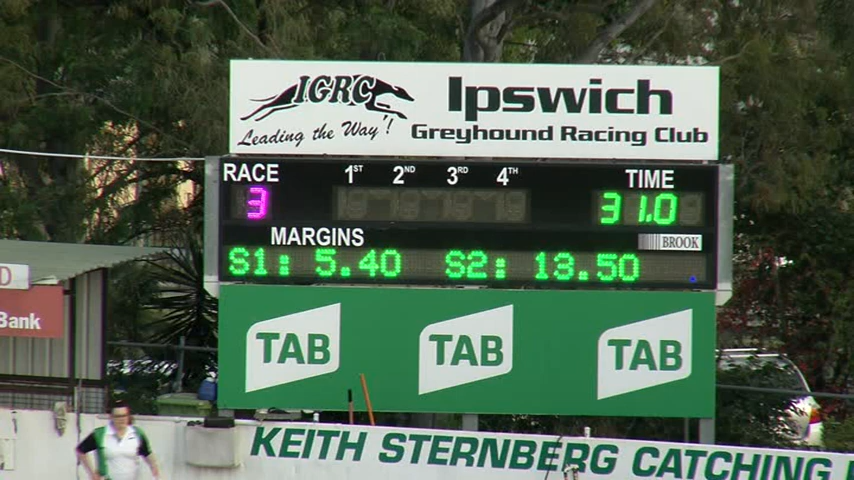 IGRC
Leading the Way!
Ipswich
Greyhound Racing Club
RACE 1ST 2ND 3RD 4TH TIME
3 31.0
MARGINS BROOK
S1: 5.40 S2: 13.50
TAB TAB TAB
Bank
KEITH STERNBERG CATCHING